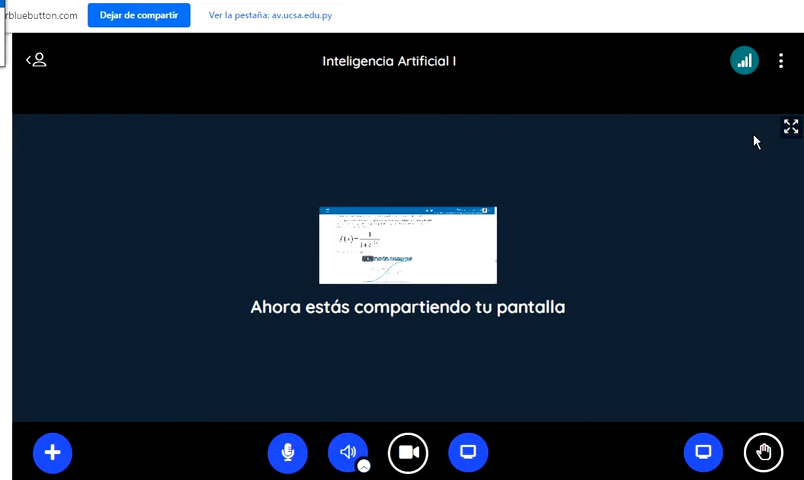 rbluebutton.com
Dejar de compartir
Ver la pestaña: av.ucsa.edu.py
Inteligencia Artificial I
Ahora estás compartiendo tu pantalla